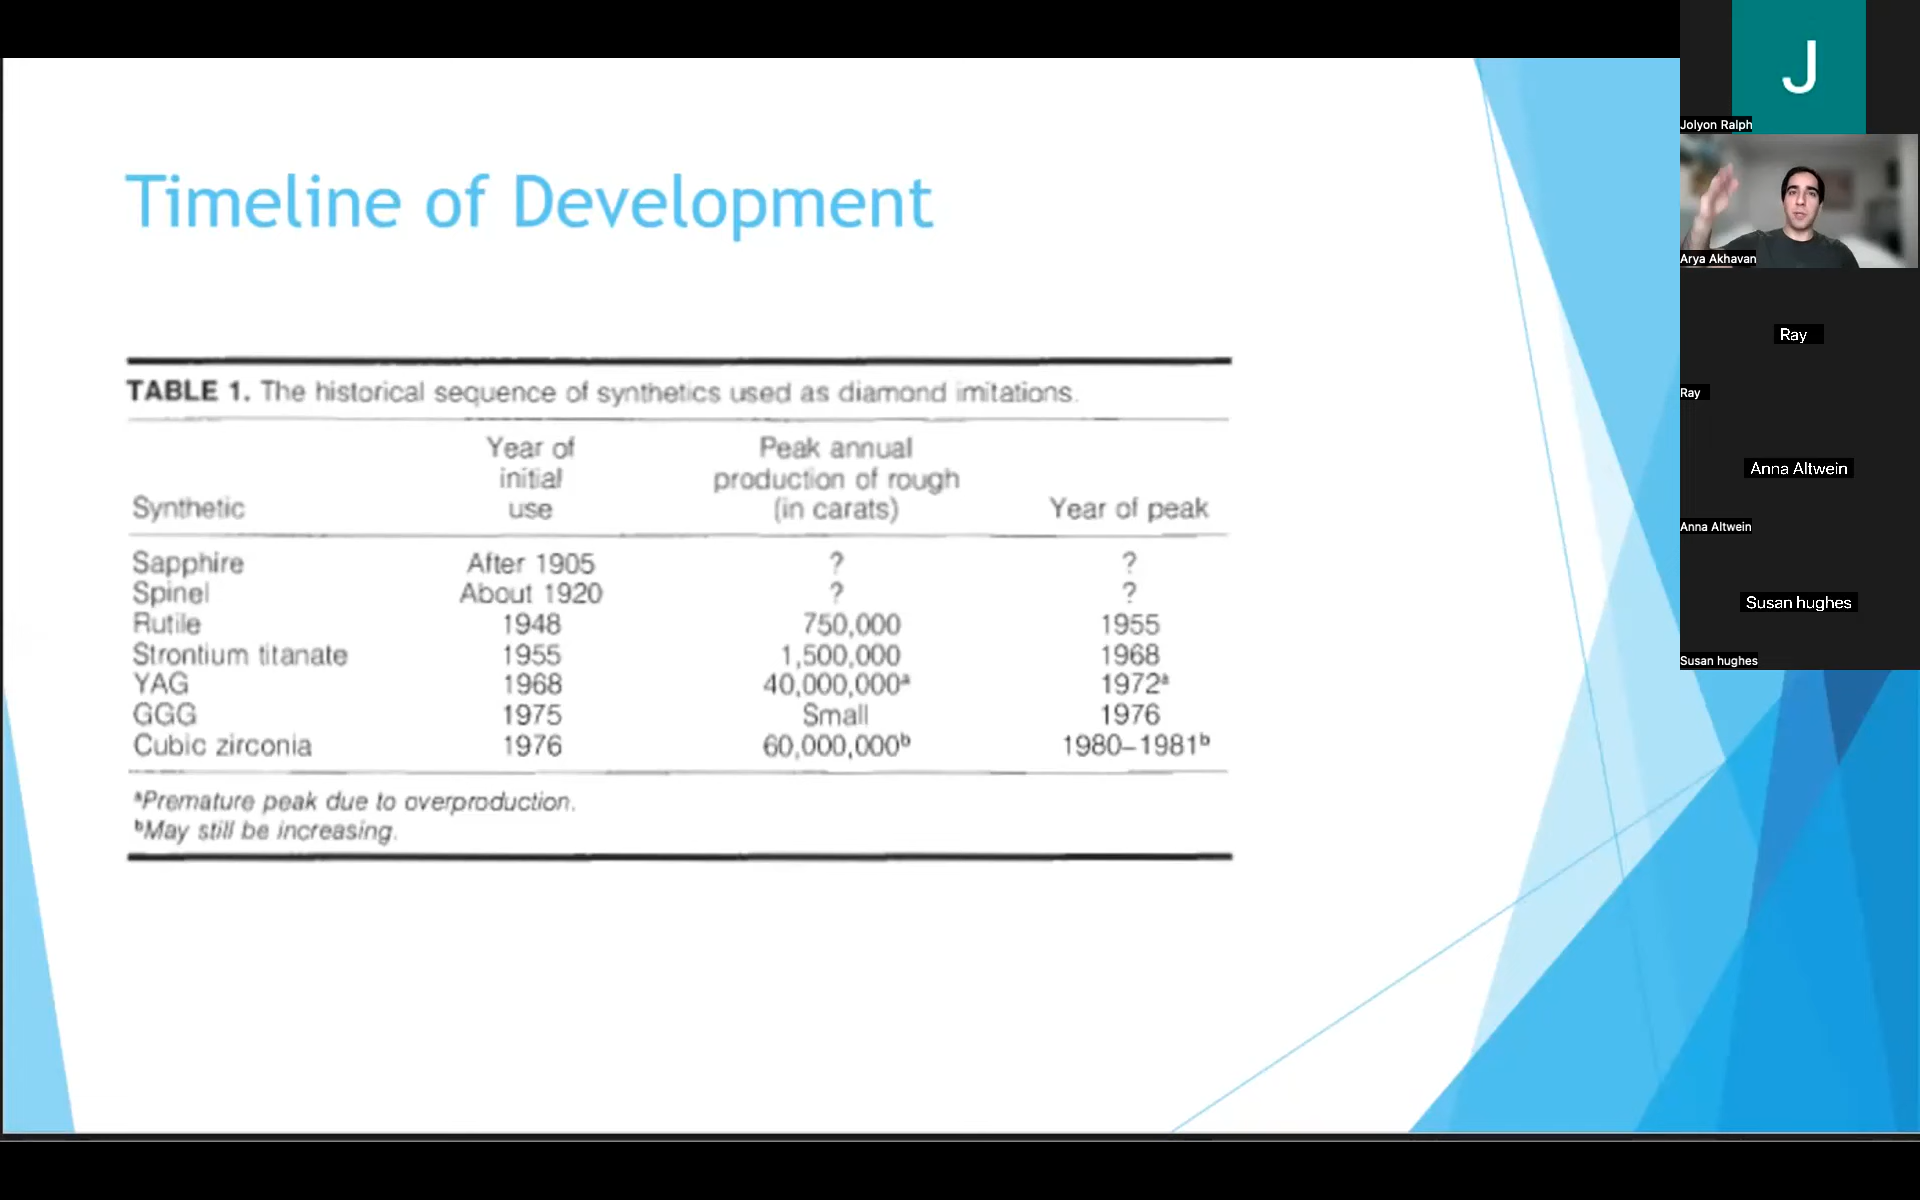 Timeline of Development
TABLE 1. The historical sequence of synthetics used as diamond imitations.
Synthetic
Year of
initial
use
Peak annual
production of rough
(in carats)
Year of peak
Sapphire After 1905 ? ?
Spinel About 1920 ? ?
Rutile 1948 750,000 1955
Strontium titanate 1955 1,500,000 1968
YAG 1968 40,000,000ᵃ 1972ᵃ
GGG 1975 Small 1976
Cubic zirconia 1976 60,000,000ᵇ 1980–1981ᵇ
ᵃPremature peak due to overproduction.
ᵇMay still be increasing.
J
Jolyon Ralph
Arya Akhavan
Ray
Ray
Anna Altwein
Anna Altwein
Susan hughes
Susan hughes